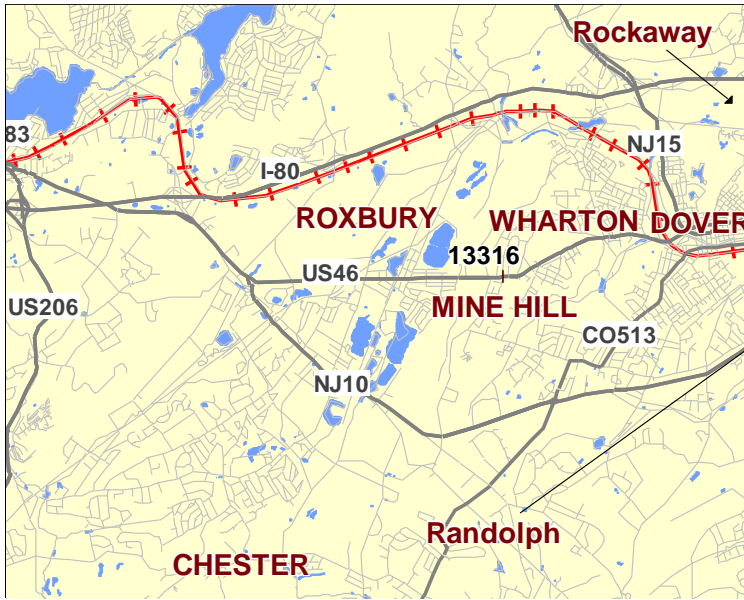 Rockaway
83
NJ15
I-80
ROXBURY
WHARTON
DOVER
13316
US46
US206
MINE HILL
CO513
NJ10
Randolph
CHESTER